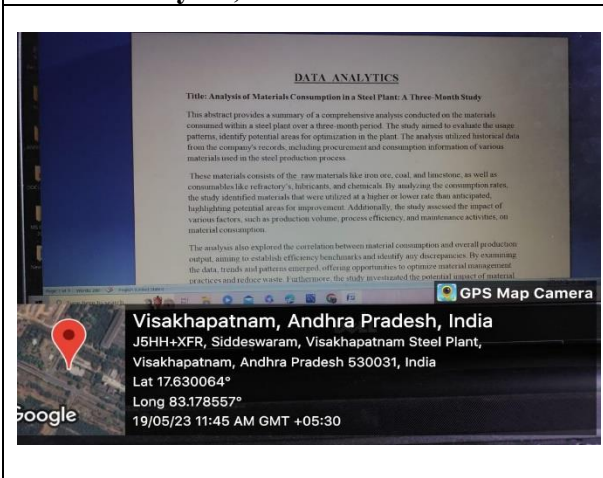 DATA ANALYTICS
Title: Analysis of Materials Consumption in a Steel Plant: A Three-Month Study
This abstract provides a summary of a comprehensive analysis conducted on the materials
consumed within a steel plant over a three-month period. The study aimed to evaluate the usage
patterns, identify potential areas for optimization in the plant. The analysis utilized historical data
from the company's records, including procurement and consumption information of various
materials used in the steel production process.
These materials consists of the raw materials like iron ore, coal, and limestone, as well as
consumables like refractory's, lubricants, and chemicals. By analyzing the consumption rates,
the study identified materials that were utilized at a higher or lower rate than anticipated,
highlighting potential areas for improvement. Additionally, the study assessed the impact of
various factors, such as production volume, process efficiency, and maintenance activities, on
material consumption.
The analysis also explored the correlation between material consumption and overall production
output, aiming to establish efficiency benchmarks and identify any discrepancies. By examining
the data, trends and patterns emerged, offering opportunities to optimize material management
practices and reduce waste. Furthermore, the study investigated the potential impact of material
GPS Map Camera
Visakhapatnam, Andhra Pradesh, India
J5HH+XFR, Siddeswaram, Visakhapatnam Steel Plant,
Visakhapatnam, Andhra Pradesh 530031, India
Lat 17.630064°
Long 83.178557°
19/05/23 11:45 AM GMT +05:30
Google